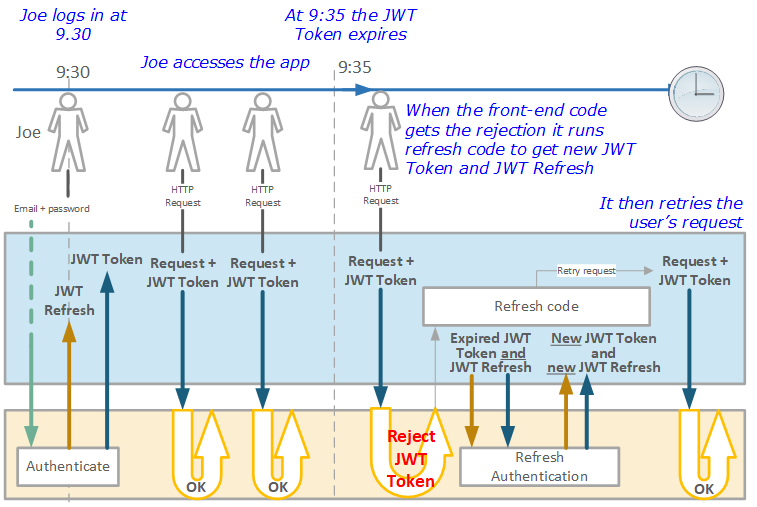 Joe logs in at
9.30
At 9:35 the JWT
Token expires
Joe accesses the app
9:30
9:35
Joe
When the front-end code
gets the rejection it runs
refresh code to get new JWT
Token and JWT Refresh
Email + password
HTTP
Request
HTTP
Request
HTTP
Request
It then retries the
user's request
JWT Token
JWT
Refresh
Request +
JWT Token
Request +
JWT Token
Request +
JWT Token
Retry request
Request +
JWT Token
Refresh code
Expired JWT
Token and
JWT Refresh
New JWT Token
and
new JWT Refresh
Authenticate
OK
OK
Reject
JWT
Token
Refresh
Authentication
OK